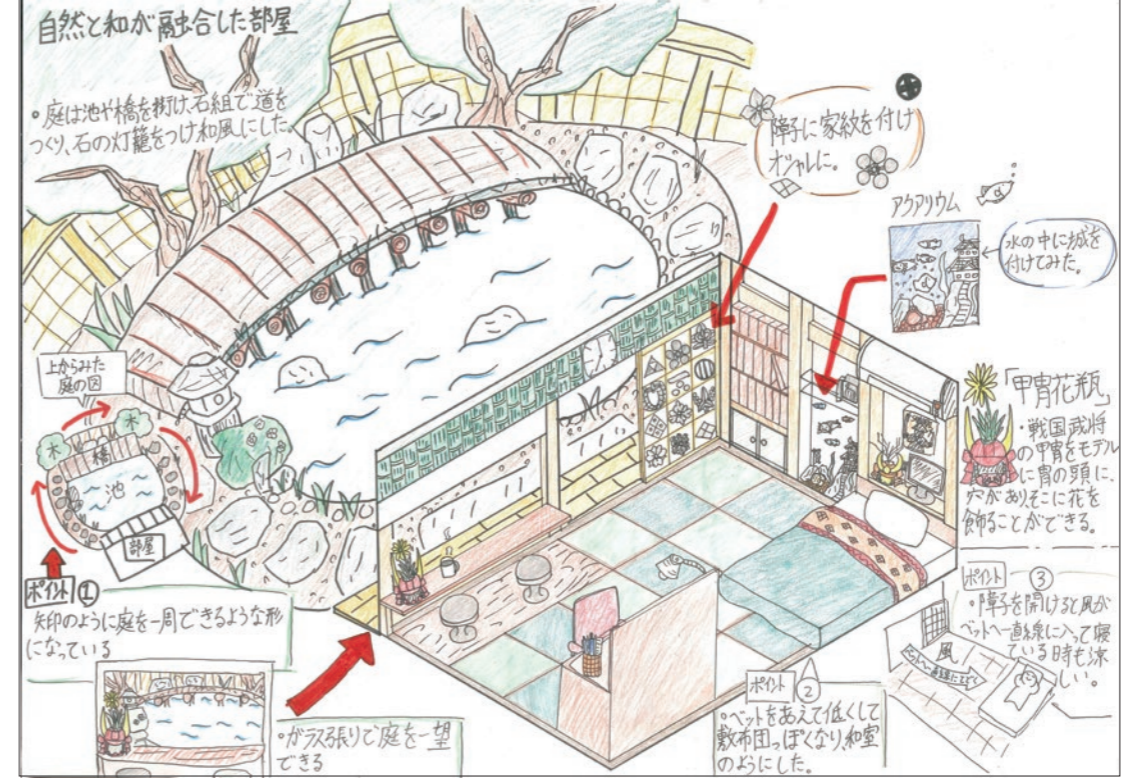 自然と和が融合した部屋
・庭は池や橋を街け、石組で道を
つくり、石の灯籠をつけ和風にした。
障子に家紋を付け
オシャレに。
アクアリウム
水の中に城を
付けてみた。
「甲冑花瓶」
・戦国武将
の甲冑をモデル
に冑の頭に、
穴がありそこに花を
飾ることができる。
上からみた
庭の図
木
木
橋
池
部屋
ポイント①
矢印のように庭を一周できるような形
になっている
・ガラス張りで庭を一望
できる
ポイント②
・ベットをあえて低くして
敷布団っぽくなり、和室
のようにした。
ポイント③
・障子を開けると風が
ベットへ一直線に入って寝
ている時も涼
しい。
風